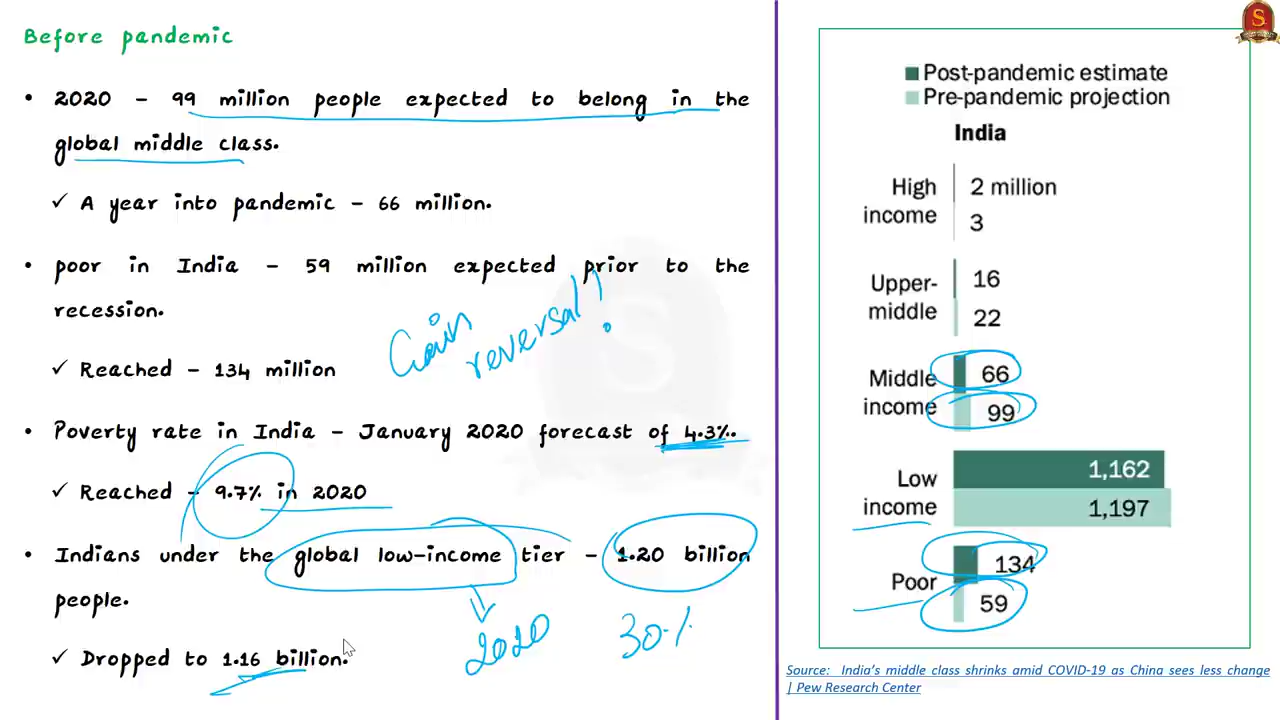 Before pandemic
• 2020 – 99 million people expected to belong in the
global middle class.
✓ A year into pandemic – 66 million.
• poor in India – 59 million expected prior to the
recession.
✓ Reached – 134 million
Gain
reversal!
• Poverty rate in India – January 2020 forecast of 4.3%.
✓ Reached – 9.7% in 2020
• Indians under the global low-income tier – 1.20 billion
people.
2020
30%
✓ Dropped to 1.16 billion.
S
Post-pandemic estimate
Pre-pandemic projection
India
High
income
2 million
3
Upper-
middle
16
22
Middle
income
66
99
Low
income
1,162
1,197
Poor
134
59
Source: India's middle class shrinks amid COVID-19 as China sees less change
| Pew Research Center